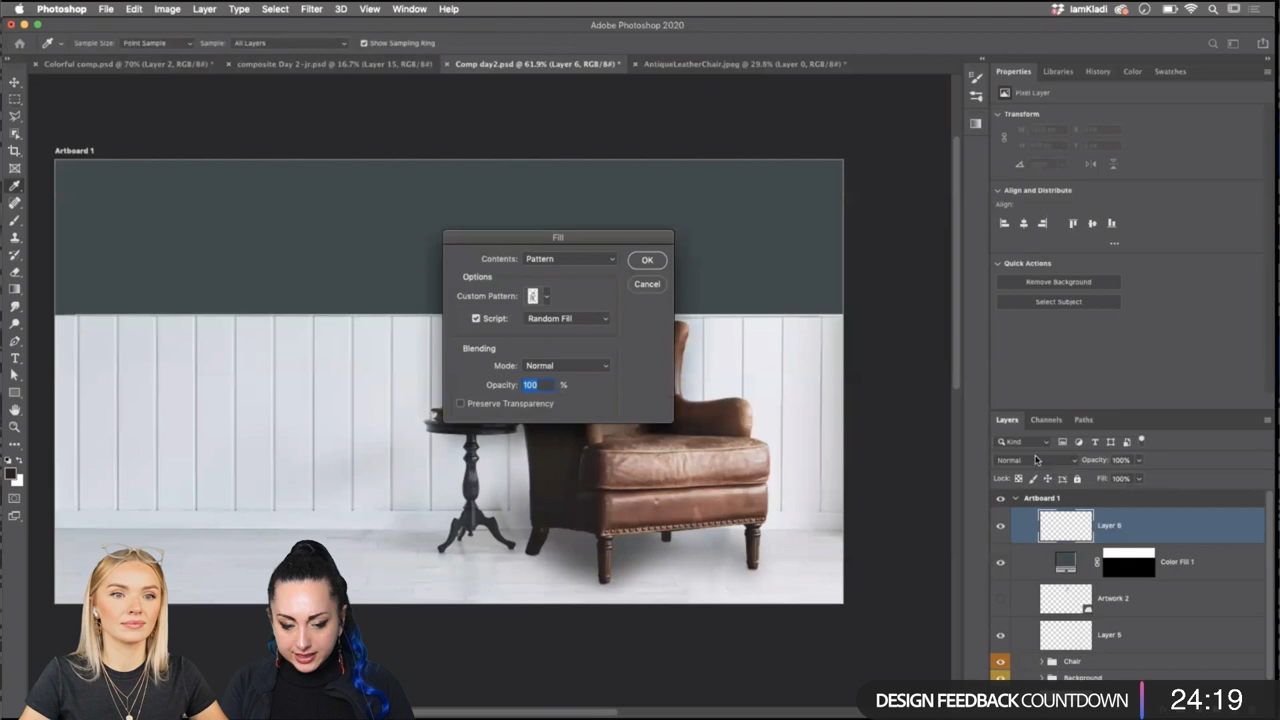 Photoshop File Edit Image Layer Type Select Filter 3D View Window Help IamKladi
Adobe Photoshop 2020
Sample Size: Point Sample Sample: All Layers Show Sampling Ring
Colorful comp.psd @ 70% (Layer 2, RGB/8#) * composite Day 2-jr.psd @ 16.7% (Layer 15, RGB/8#) Comp day2.psd @ 61.9% (Layer 6, RGB/8#) * AntiqueLeatherChair.jpeg @ 29.8% (Layer 0, RGB/8#) *
Properties Libraries History Color Swatches
Pixel Layer
Transform
Artboard 1
Align and Distribute
Align:
Quick Actions
Remove Background
Select Subject
Fill
Contents: Pattern
OK
Options
Cancel
Custom Pattern:
Script: Random Fill
Blending
Mode: Normal
Opacity: 100 %
Preserve Transparency
Layers Channels Paths
Kind
Normal Opacity: 100%
Lock: Fill: 100%
Artboard 1
Layer 6
Color Fill 1
Artwork 2
Layer 5
Chair
Background
DESIGN FEEDBACK COUNTDOWN 24:19